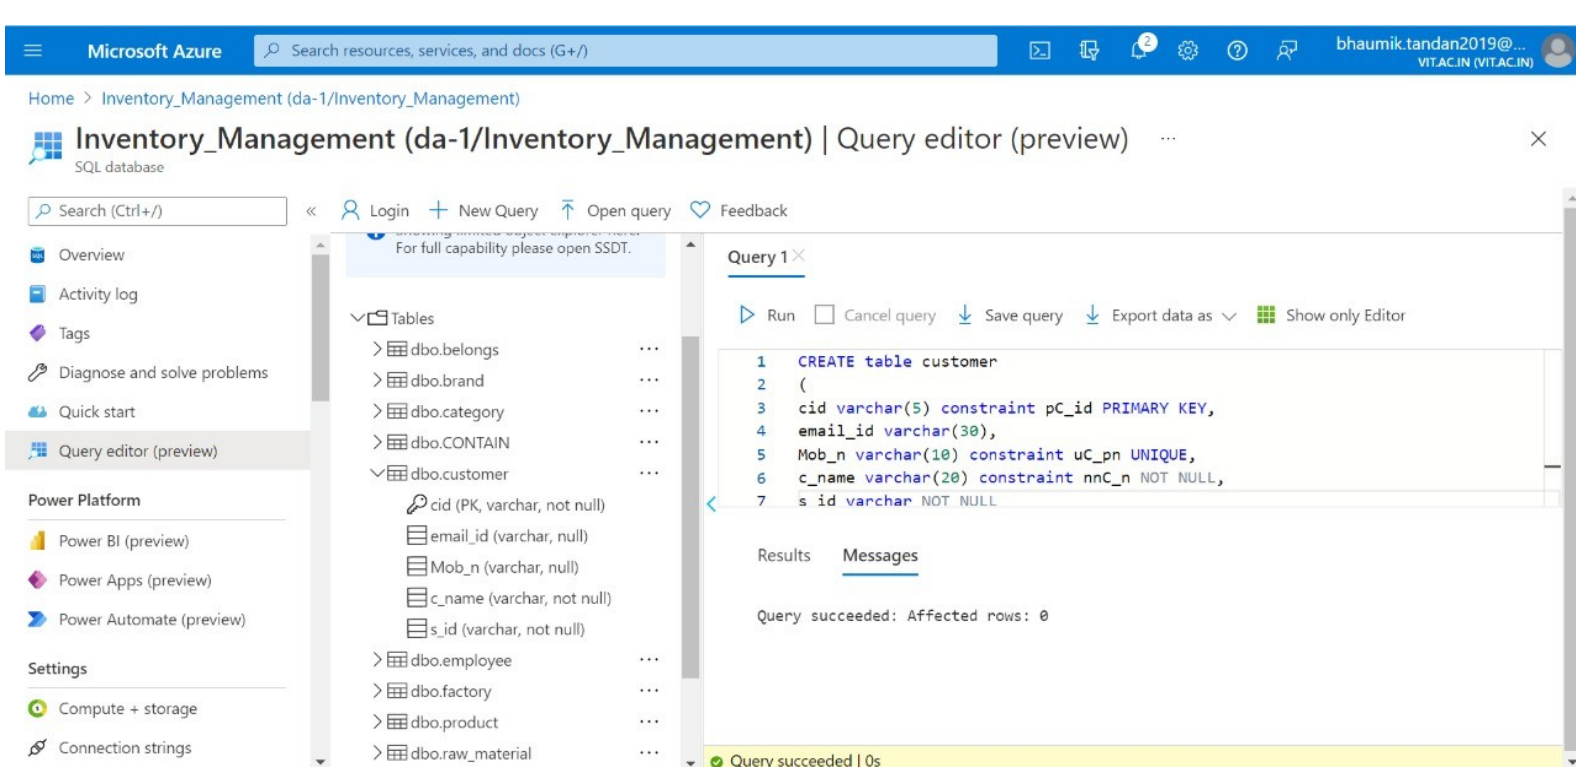 Microsoft Azure
Search resources, services, and docs (G+/)
2
bhaumik.tandan2019@...
VIT.AC.IN (VIT.AC.IN)
Home > Inventory_Management (da-1/Inventory_Management)
Inventory_Management (da-1/Inventory_Management) | Query editor (preview) ...
SQL database
Search (Ctrl+/)
«
Overview
Activity log
Tags
Diagnose and solve problems
Quick start
Query editor (preview)
Power Platform
Power BI (preview)
Power Apps (preview)
Power Automate (preview)
Settings
Compute + storage
Connection strings
Login
New Query
Open query
Feedback
showing limited object explorer here.
For full capability please open SSDT.
Tables
dbo.belongs ...
dbo.brand ...
dbo.category ...
dbo.CONTAIN ...
dbo.customer ...
cid (PK, varchar, not null)
email_id (varchar, null)
Mob_n (varchar, null)
c_name (varchar, not null)
s_id (varchar, not null)
dbo.employee ...
dbo.factory ...
dbo.product ...
dbo.raw_material ...
Query 1
Run
Cancel query
Save query
Export data as
Show only Editor
1 CREATE table customer
2 (
3 cid varchar(5) constraint pC_id PRIMARY KEY,
4 email_id varchar(30),
5 Mob_n varchar(10) constraint uC_pn UNIQUE,
6 c_name varchar(20) constraint nnC_n NOT NULL,
7 s_id varchar NOT NULL
Results
Messages
Query succeeded: Affected rows: 0
Query succeeded | 0s